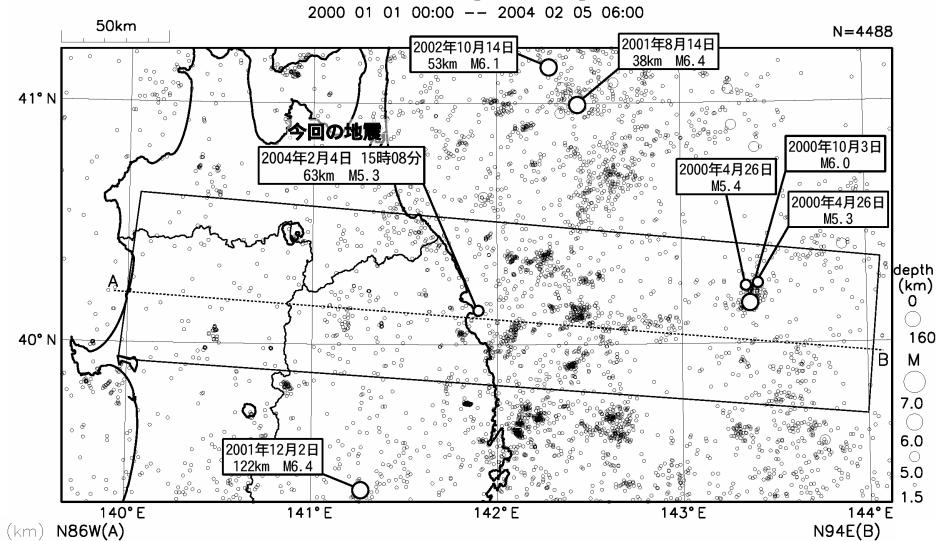 2000 01 01 00:00 -- 2004 02 05 06:00
50km
N=4488
2002年10月14日
53km M6.1
2001年8月14日
38km M6.4
41°N
今回の地震
2004年2月4日 15時08分
63km M5.3
2000年10月3日
M6.0
2000年4月26日
M5.4
2000年4月26日
M5.3
A
depth
(km)
0
160
40°N
B
M
7.0
6.0
5.0
1.5
2001年12月2日
122km M6.4
140°E
141°E
142°E
143°E
144°E
(km) N86W(A)
N94E(B)